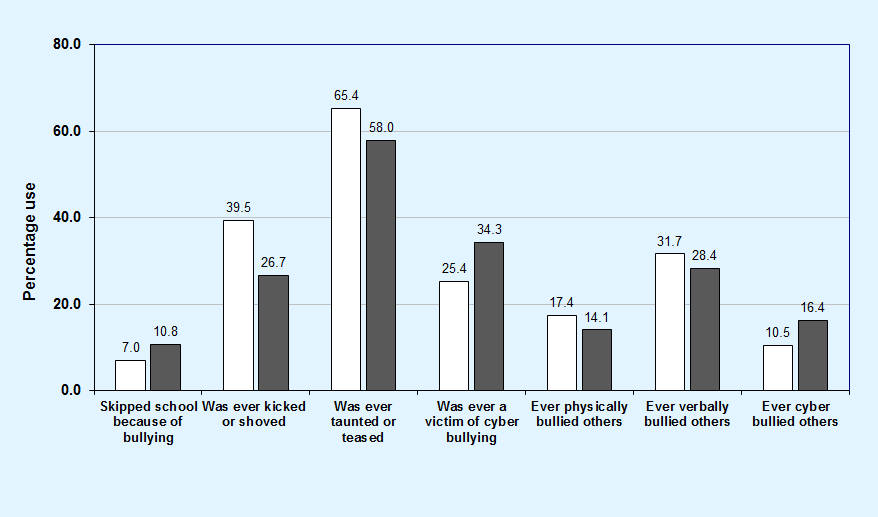 80.0
60.0
40.0
20.0
0.0
Percentage use
7.0
10.8
39.5
26.7
65.4
58.0
25.4
34.3
17.4
14.1
31.7
28.4
10.5
16.4
Skipped school
because of
bullying
Was ever kicked
or shoved
Was ever
taunted or
teased
Was ever a
victim of cyber
bullying
Ever physically
bullied others
Ever verbally
bullied others
Ever cyber
bullied others